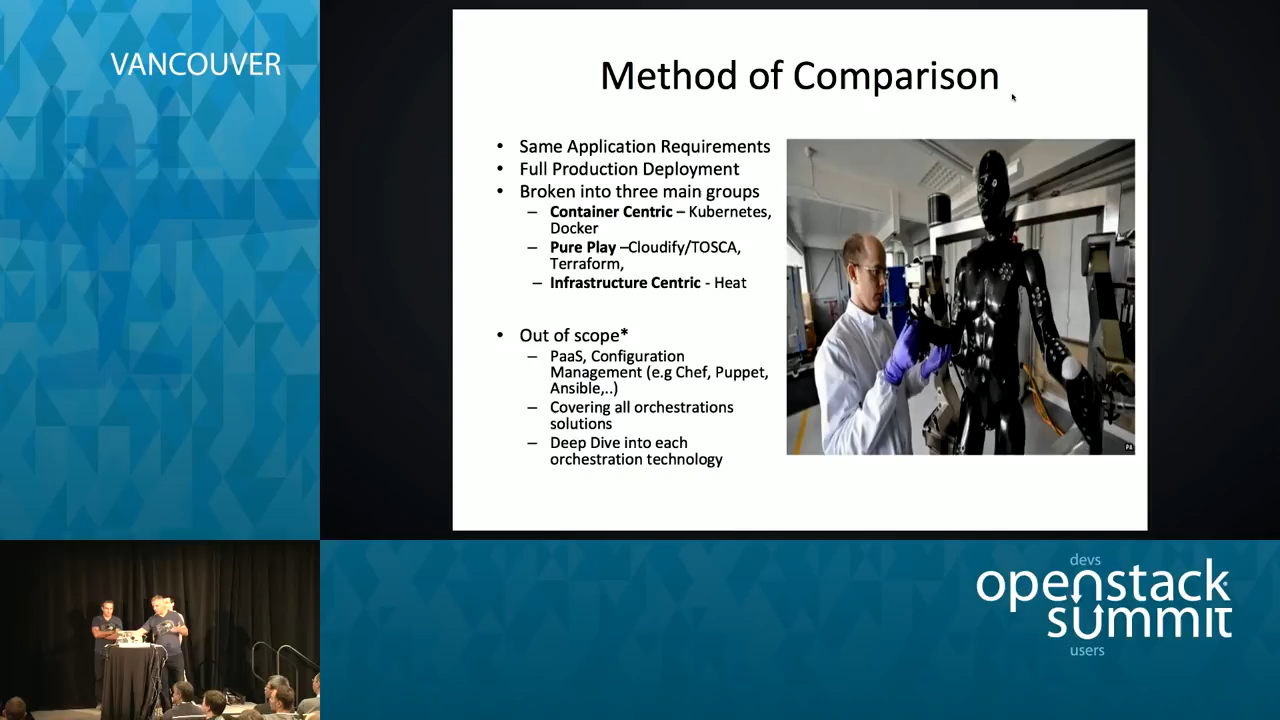 VANCOUVER
Method of Comparison
• Same Application Requirements
• Full Production Deployment
• Broken into three main groups
– Container Centric – Kubernetes,
Docker
– Pure Play –Cloudify/TOSCA,
Terraform,
– Infrastructure Centric - Heat
• Out of scope*
– PaaS, Configuration
Management (e.g Chef, Puppet,
Ansible,..)
– Covering all orchestrations
solutions
– Deep Dive into each
orchestration technology
PA
devs
openstack
summit
users